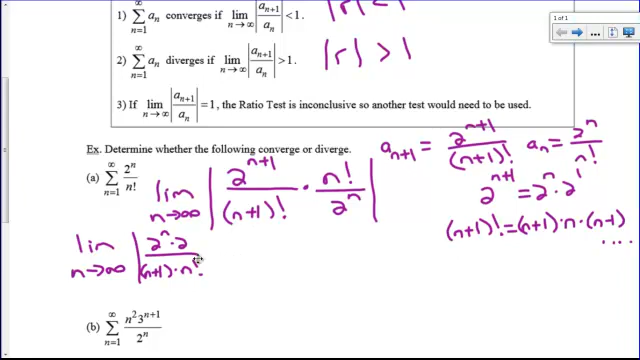 1) \sum_{n=1}^{∞} a_n converges if \lim_{n→∞} |a_{n+1}/a_n| < 1. |r| < 1
2) \sum_{n=1}^{∞} a_n diverges if \lim_{n→∞} |a_{n+1}/a_n| > 1. |r| > 1
3) If \lim_{n→∞} |a_{n+1}/a_n| = 1, the Ratio Test is inconclusive so another test would need to be used.
Ex. Determine whether the following converge or diverge.
a_{n+1} = 2^{n+1}/(n+1)! a_n = 2^n/n!
(a) \sum_{n=1}^{∞} 2^n/n! lim_{n→∞} |2^{n+1}/(n+1)! · n!/2^n|
2^{n+1} = 2^n · 2^1
(n+1)! = (n+1)·n·(n-1)
....
lim_{n→∞} |2^n·2/(n+1)·n!
(b) \sum_{n=1}^{∞} n^2 3^{n+1}/2^n
1 of 1